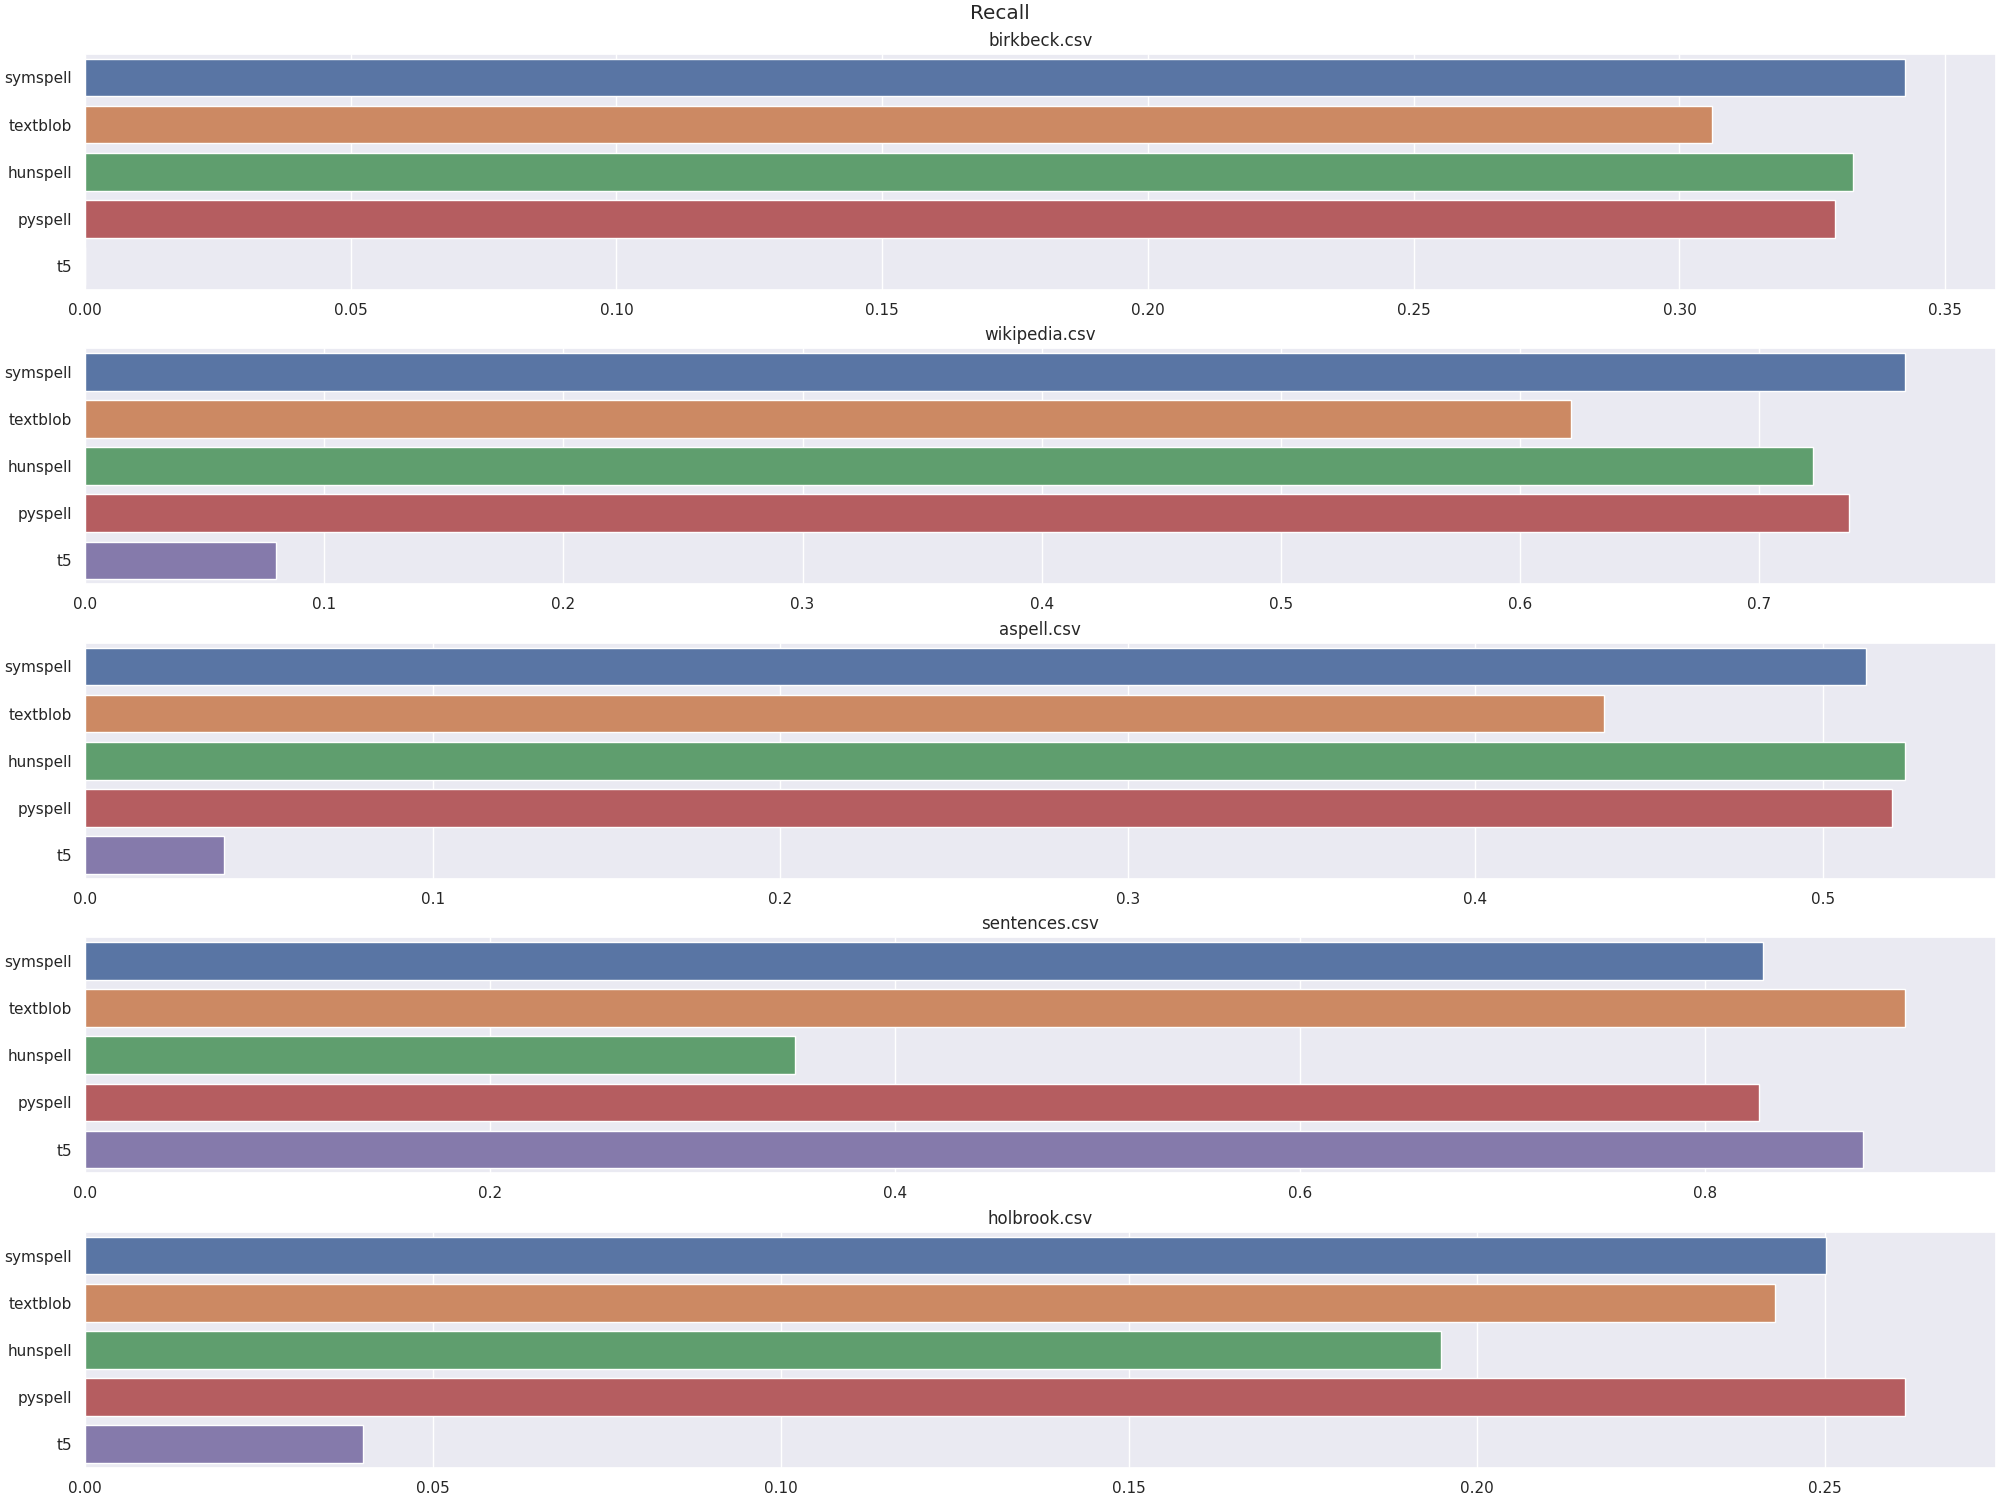 Recall
birkbeck.csv
symspell
textblob
hunspell
pyspell
t5
0.00 0.05 0.10 0.15 0.20 0.25 0.30 0.35
wikipedia.csv
symspell
textblob
hunspell
pyspell
t5
0.0 0.1 0.2 0.3 0.4 0.5 0.6 0.7
aspell.csv
symspell
textblob
hunspell
pyspell
t5
0.0 0.1 0.2 0.3 0.4 0.5
sentences.csv
symspell
textblob
hunspell
pyspell
t5
0.0 0.2 0.4 0.6 0.8
holbrook.csv
symspell
textblob
hunspell
pyspell
t5
0.00 0.05 0.10 0.15 0.20 0.25